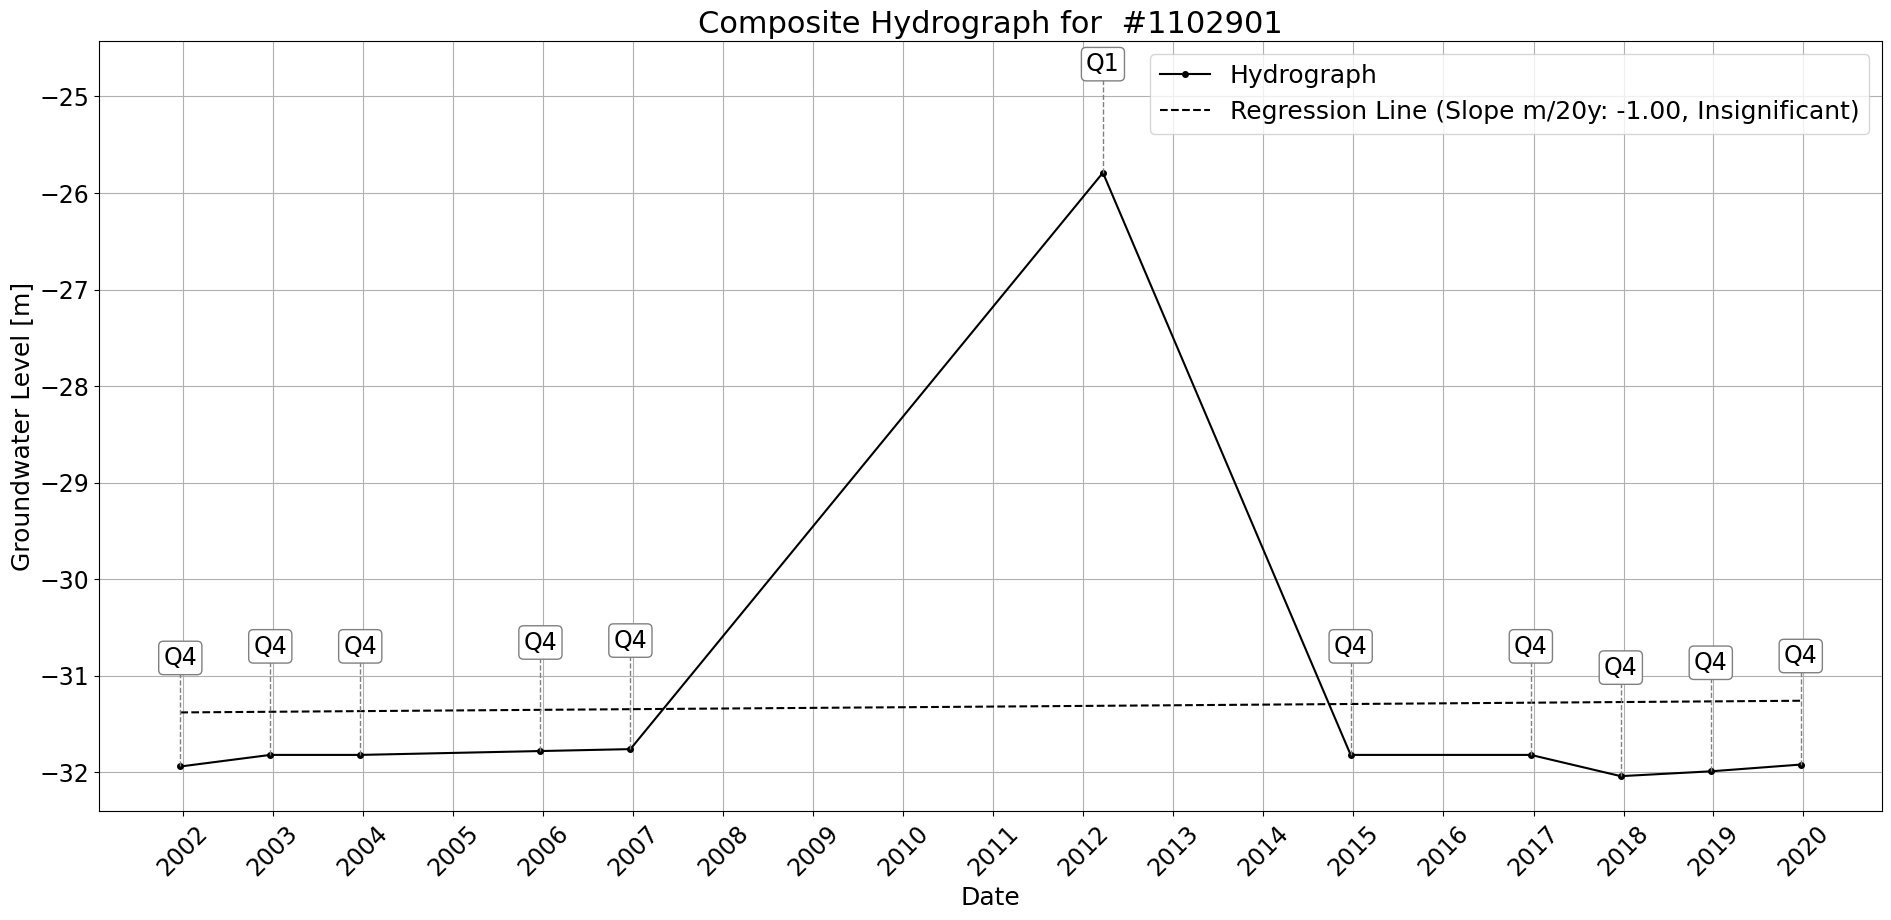 Composite Hydrograph for  #1102901
Q1
Hydrograph
Regression Line (Slope m/20y: -1.00, Insignificant)
Groundwater Level [m]
−25
−26
−27
−28
−29
−30
−31
−32
Q4
Q4
Q4
Q4
Q4
Q4
Q4
Q4
Q4
Q4
2002
2003
2004
2005
2006
2007
2008
2009
2010
2011
2012
2013
2014
2015
2016
2017
2018
2019
2020
Date